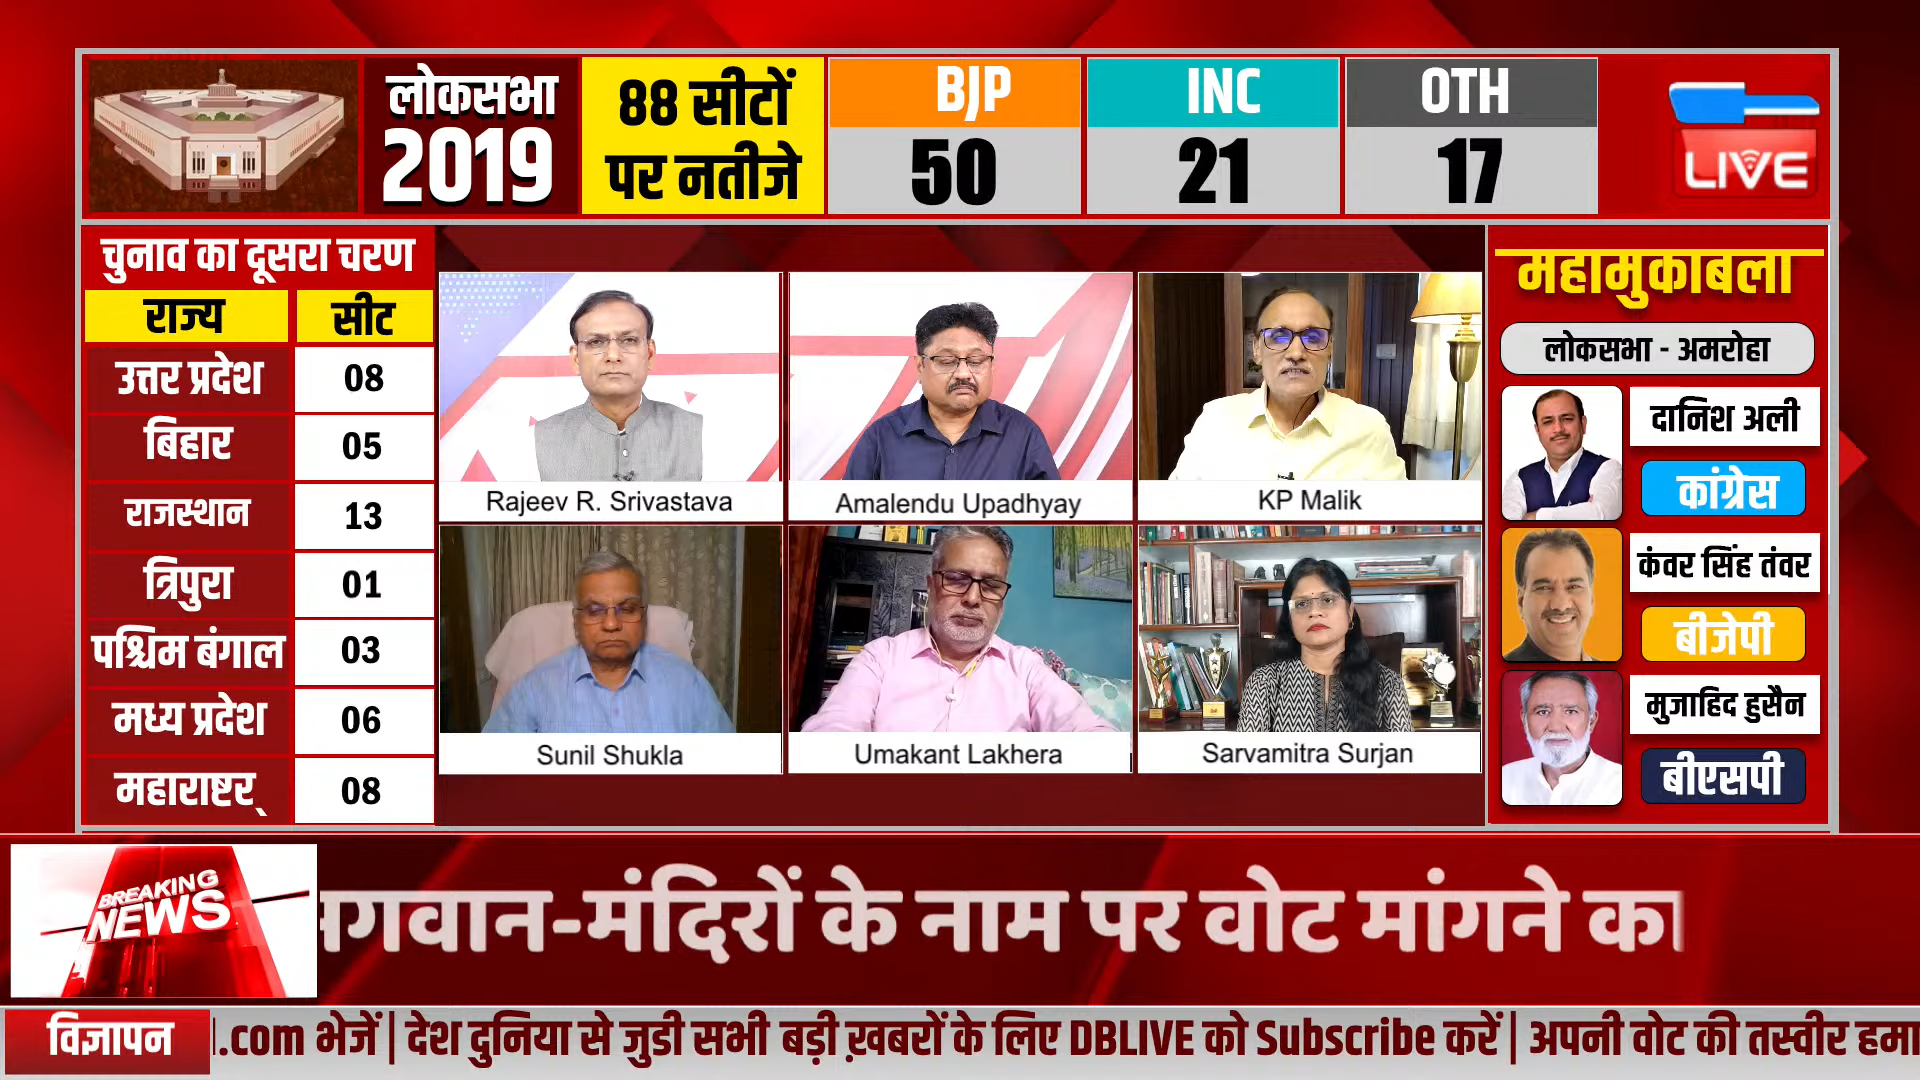 लोकसभा
2019
88 सीटों
पर नतीजे
BJP
50
INC
21
OTH
17
LIVE
चुनाव का दूसरा चरण
राज्य सीट
उत्तर प्रदेश 08
बिहार 05
राजस्थान 13
त्रिपुरा 01
पश्चिम बंगाल 03
मध्य प्रदेश 06
महाराष्टर् 08
Rajeev R. Srivastava
Amalendu Upadhyay
KP Malik
Sunil Shukla
Umakant Lakhera
Sarvamitra Surjan
महामुकाबला
लोकसभा - अमरोहा
दानिश अली
कांग्रेस
कंवर सिंह तंवर
बीजेपी
मुजाहिद हुसैन
बीएसपी
BREAKING
NEWS
भगवान-मंदिरों के नाम पर वोट मांगने का
विज्ञापन
.com भेजें | देश दुनिया से जुडी सभी बड़ी ख़बरों के लिए DBLIVE को Subscribe करें | अपनी वोट की तस्वीर हमा